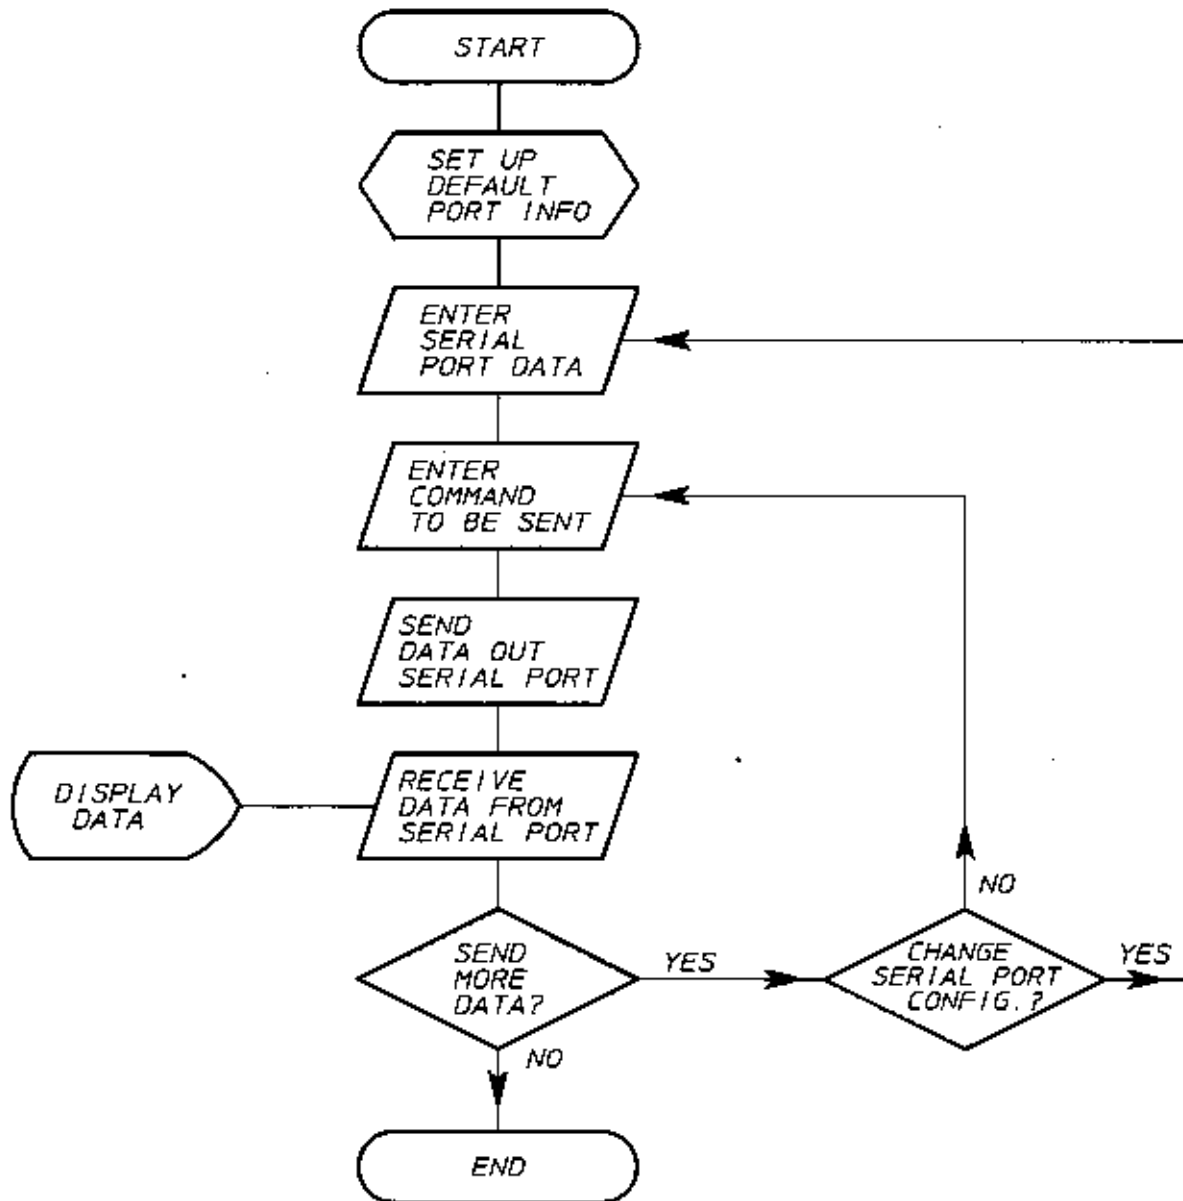 START
SET UP
DEFAULT
PORT INFO
ENTER
SERIAL
PORT DATA
ENTER
COMMAND
TO BE SENT
SEND
DATA OUT
SERIAL PORT
DISPLAY
DATA
RECEIVE
DATA FROM
SERIAL PORT
SEND
MORE
DATA?
YES
NO
CHANGE
SERIAL PORT
CONFIG.?
NO
YES
END